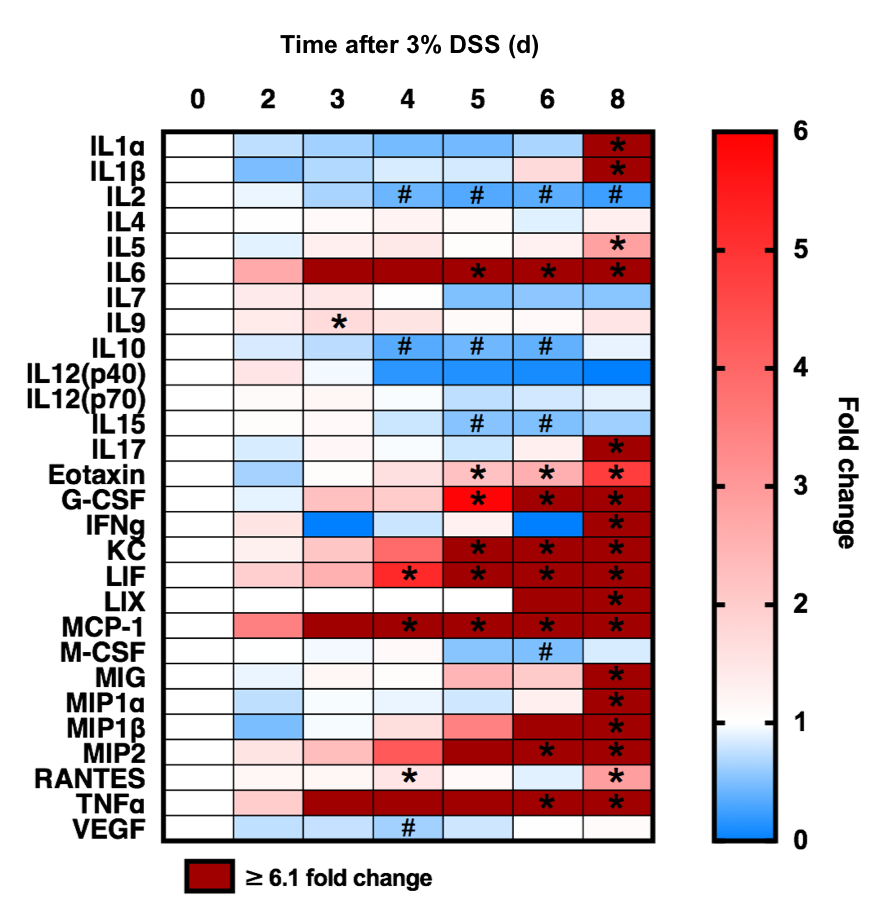 Time after 3% DSS (d)
0 2 3 4 5 6 8
IL1α *
IL1β *
IL2 # # # #
IL4
IL5 *
IL6 * * *
IL7
IL9 *
IL10 # # #
IL12(p40)
IL12(p70)
IL15 # #
IL17 *
Eotaxin * * *
G-CSF * * *
IFNg *
KC * * *
LIF * * * *
LIX *
MCP-1 * * * *
M-CSF #
MIG *
MIP1α *
MIP1β *
MIP2 * *
RANTES * *
TNFα * *
VEGF #
6
5
4
3
2
1
0
Fold change
≥ 6.1 fold change